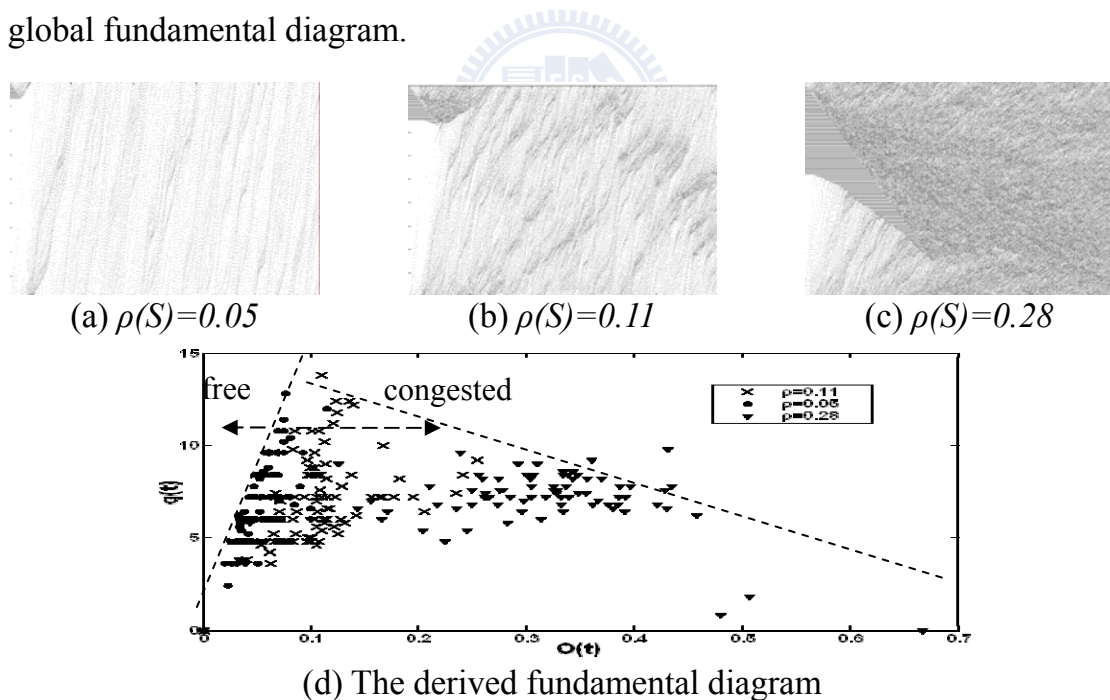 global fundamental diagram.
(a) ρ(S)=0.05
(b) ρ(S)=0.11
(c) ρ(S)=0.28
15
free
congested
ρ=0.11
ρ=0.05
ρ=0.28
10
q(t)
5
0
0
0.1
0.2
0.3
0.4
0.5
0.6
0.7
O(t)
(d) The derived fundamental diagram